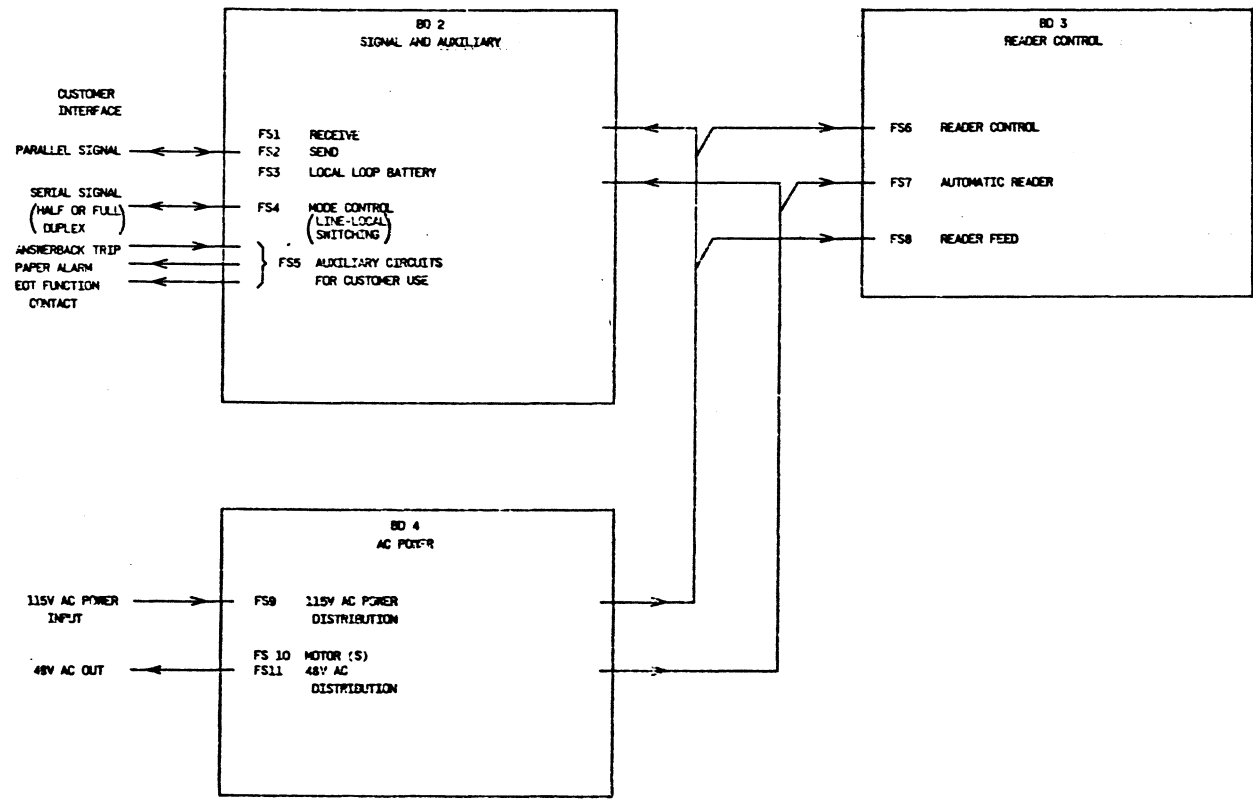 BD 2
SIGNAL AND AUXILIARY
CUSTOMER
INTERFACE
PARALLEL SIGNAL
SERIAL SIGNAL
(HALF OR FULL
DUPLEX)
ANSWERBACK TRIP
PAPER ALARM
EOT FUNCTION
CONTACT
FS1 RECEIVE
FS2 SEND
FS3 LOCAL LOOP BATTERY
FS4 MODE CONTROL
(LINE-LOCAL
SWITCHING)
FS5 AUXILIARY CIRCUITS
FOR CUSTOMER USE
BD 3
READER CONTROL
FS6 READER CONTROL
FS7 AUTOMATIC READER
FS8 READER FEED
BD 4
AC POWER
115V AC POWER
INPUT
48V AC OUT
FS9 115V AC POWER
DISTRIBUTION
FS 10 MOTOR (S)
FS11 48V AC
DISTRIBUTION